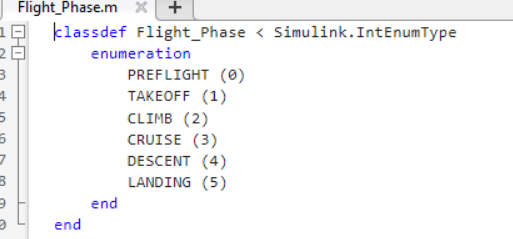 Flight_Phase.m
1 classdef Flight_Phase < Simulink.IntEnumType
2 enumeration
3 PREFLIGHT (0)
4 TAKEOFF (1)
5 CLIMB (2)
6 CRUISE (3)
7 DESCENT (4)
8 LANDING (5)
9 end
0 end